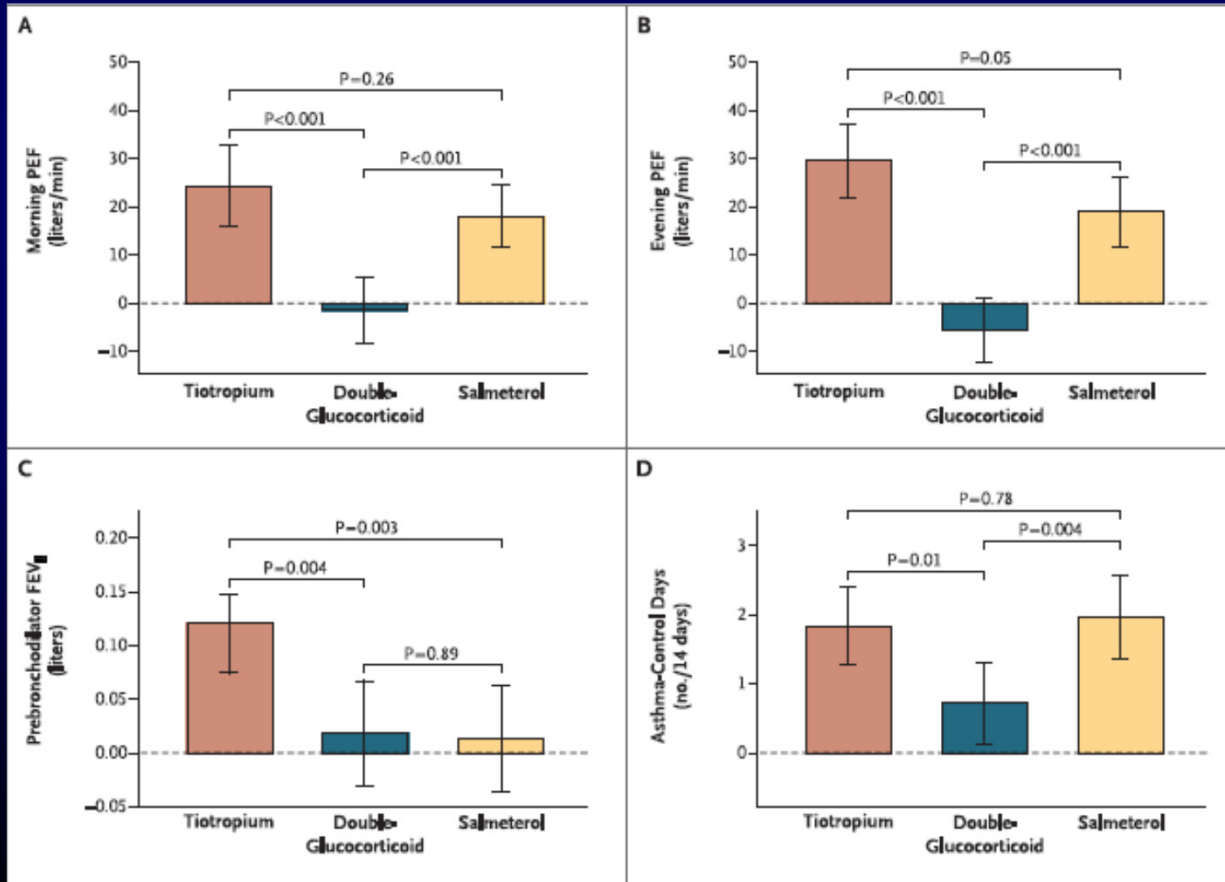 A
Morning PEF
(liters/min)
50
40
30
20
10
0
–10
P=0.26
P<0.001
P<0.001
Tiotropium
Double-
Glucocorticoid
Salmeterol
B
Evening PEF
(liters/min)
50
40
30
20
10
0
–10
P=0.05
P<0.001
P<0.001
Tiotropium
Double-
Glucocorticoid
Salmeterol
C
Prebronchodilator FEV₁
(liters)
0.20
0.15
0.10
0.05
0.00
–0.05
P=0.003
P=0.004
P=0.89
Tiotropium
Double-
Glucocorticoid
Salmeterol
D
Asthma-Control Days
(no./14 days)
3
2
1
0
P=0.78
P=0.004
P=0.01
Tiotropium
Double-
Glucocorticoid
Salmeterol